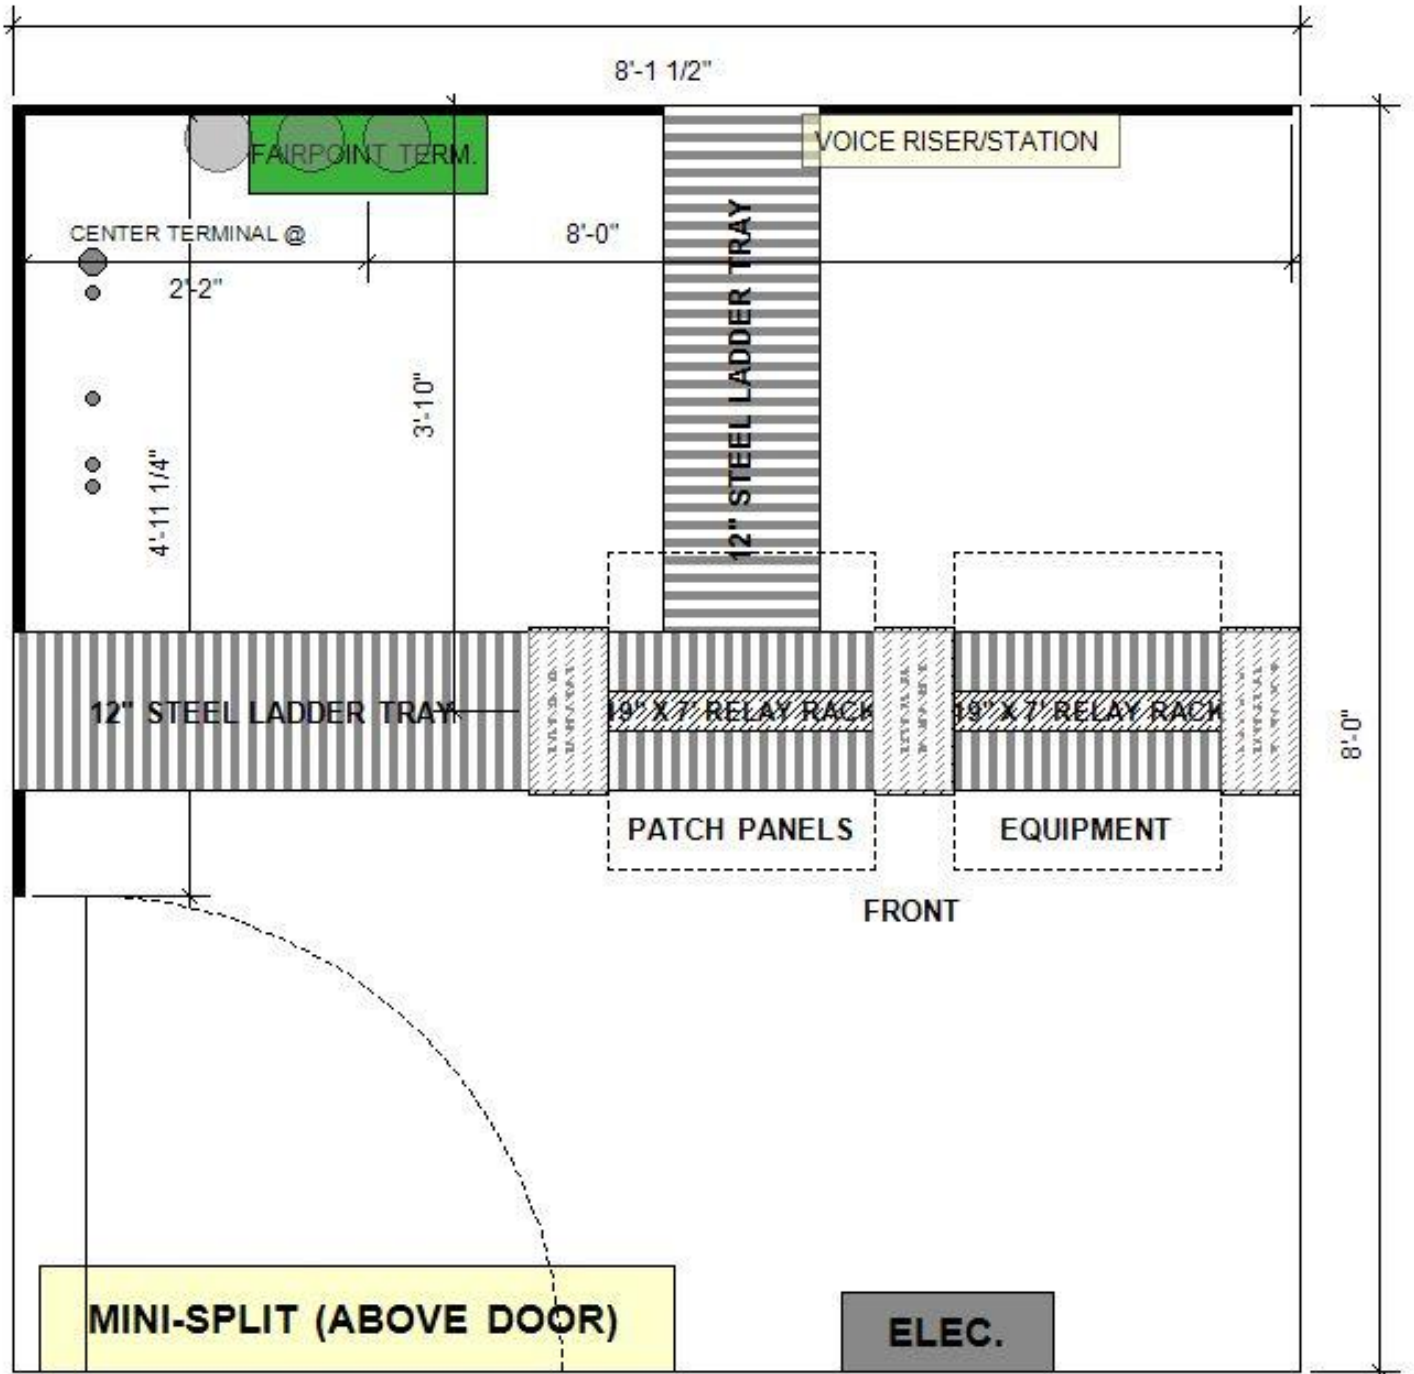 8'-1 1/2"
FAIRPOINT TERM.
VOICE RISER/STATION
CENTER TERMINAL @
8'-0"
2'-2"
12" STEEL LADDER TRAY
3'-10"
4'-11 1/4"
12" STEEL LADDER TRAY
19" X 7' RELAY RACK
19" X 7' RELAY RACK
8'-0"
PATCH PANELS
EQUIPMENT
FRONT
MINI-SPLIT (ABOVE DOOR)
ELEC.